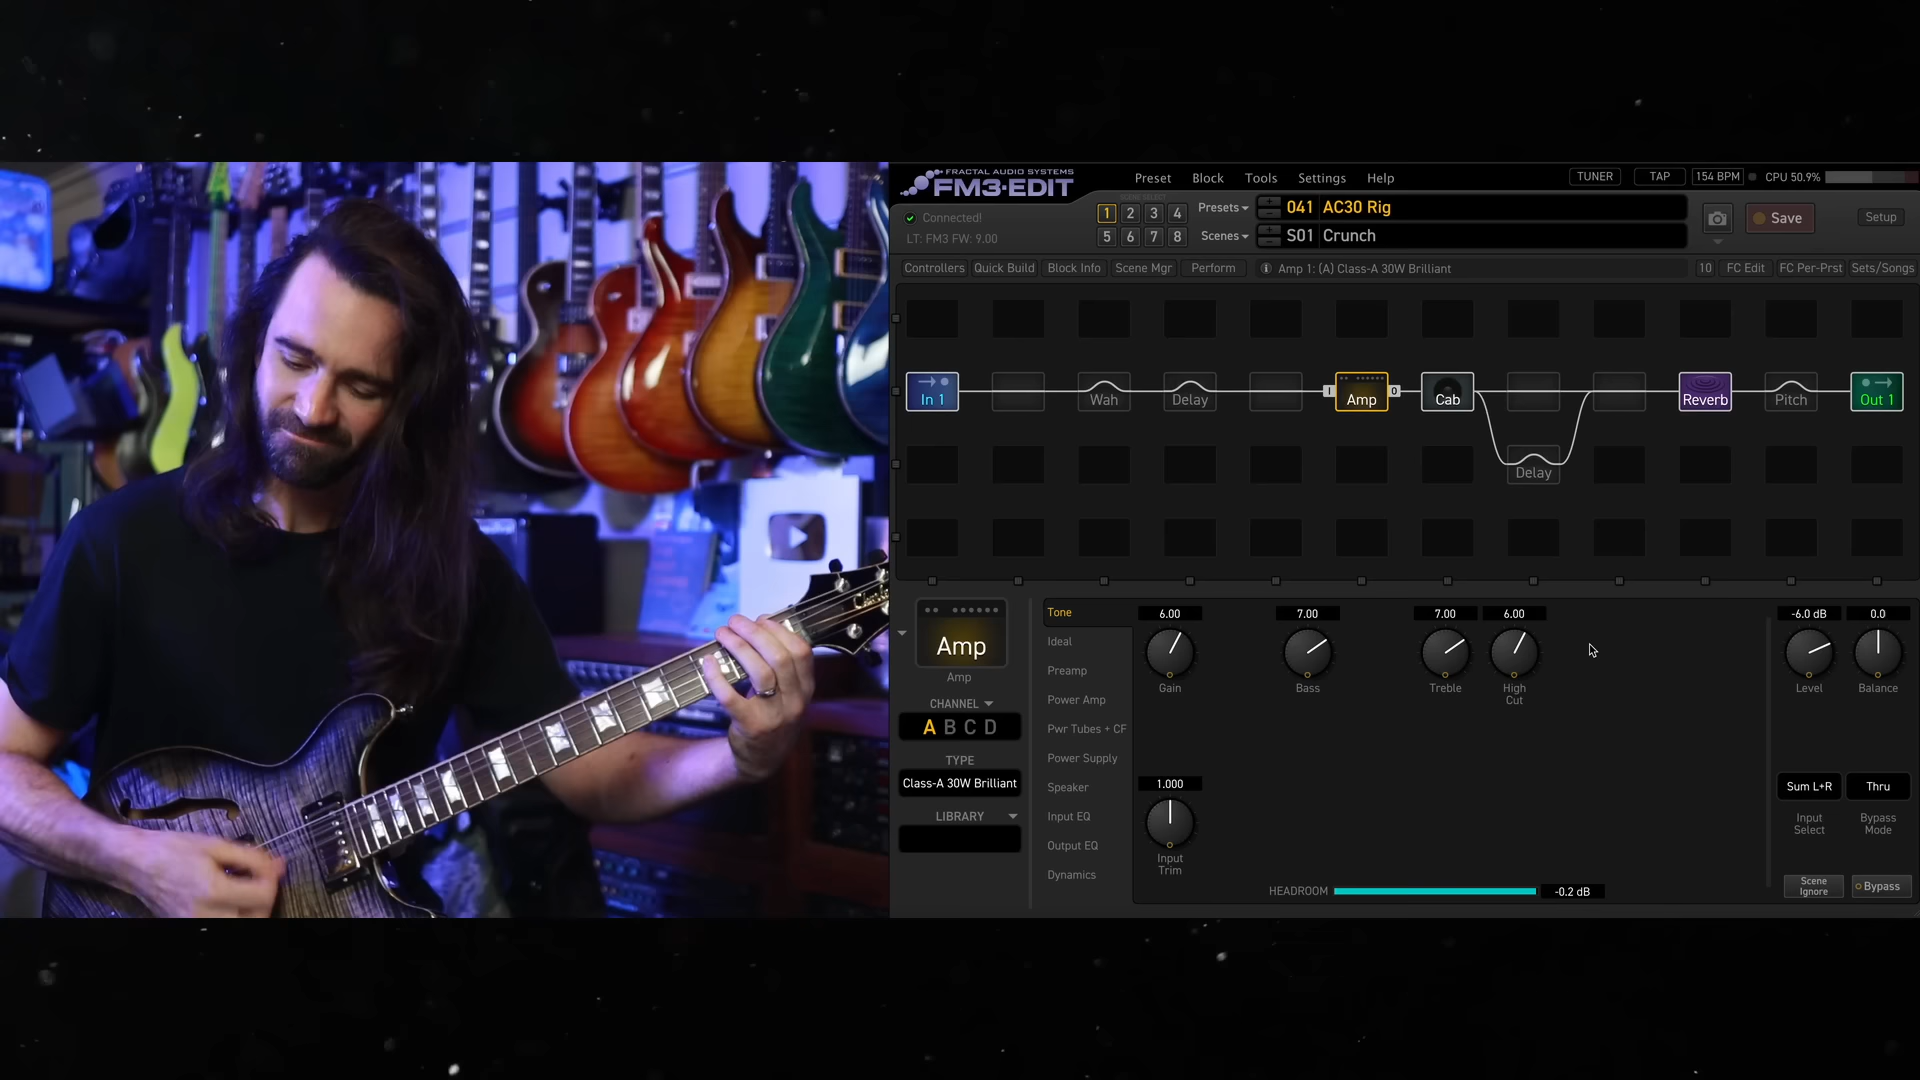 FRACTAL AUDIO SYSTEMS
FM3·EDIT
Preset Block Tools Settings Help
TUNER TAP 154 BPM CPU 50.9%
Connected!
LT: FM3 FW: 9.00
1 2 3 4
5 6 7 8
Presets 041 AC30 Rig
Scenes S01 Crunch
Save Setup
Controllers Quick Build Block Info Scene Mgr Perform Amp 1: (A) Class-A 30W Brilliant 10 FC Edit FC Per-Prst Sets/Songs
In 1 Wah Delay I Amp O Cab Reverb Pitch Out 1
Delay
Amp
Amp
CHANNEL
A B C D
TYPE
Class-A 30W Brilliant
LIBRARY
Tone
Ideal
Preamp
Power Amp
Pwr Tubes + CF
Power Supply
Speaker
Input EQ
Output EQ
Dynamics
6.00 7.00 7.00 6.00 -6.0 dB 0.0
Gain Bass Treble High Cut Level Balance
1.000
Input Trim
Sum L+R Thru
Input Select Bypass Mode
HEADROOM -0.2 dB
Scene Ignore Bypass